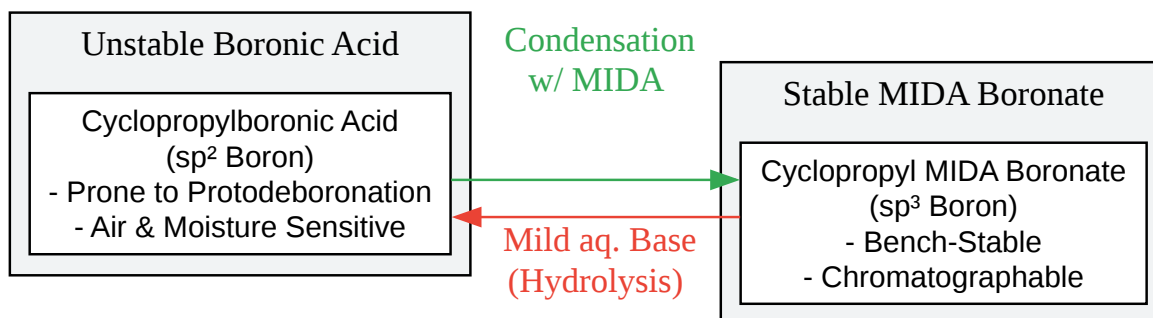 Unstable Boronic Acid
Cyclopropylboronic Acid
(sp² Boron)
- Prone to Protodeboronation
- Air & Moisture Sensitive
Condensation
w/ MIDA
Mild aq. Base
(Hydrolysis)
Stable MIDA Boronate
Cyclopropyl MIDA Boronate
(sp³ Boron)
- Bench-Stable
- Chromatographable